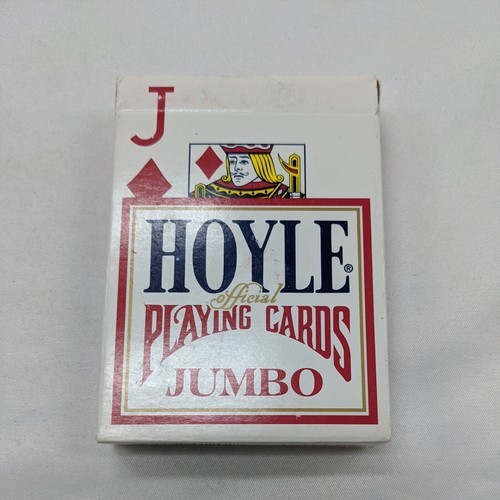 J
HOYLE®
official
PLAYING CARDS
JUMBO